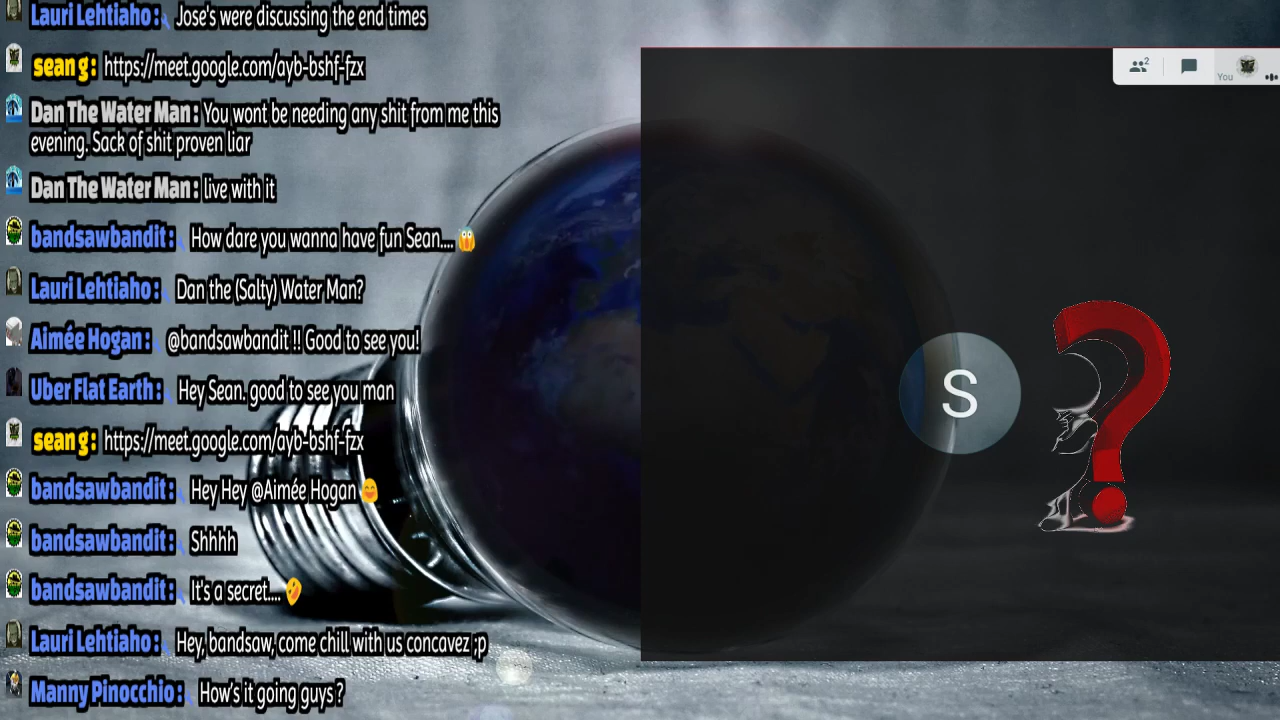 Lauri Lehtiaho: Jose's were discussing the end times
sean g: https://meet.google.com/ayb-bshf-fzx
Dan The Water Man: You wont be needing any shit from me this
evening. Sack of shit proven liar
Dan The Water Man: live with it
bandsawbandit: How dare you wanna have fun Sean.... 😱
Lauri Lehtiaho: Dan the (Salty) Water Man?
Aimée Hogan: @bandsawbandit !! Good to see you!
Uber Flat Earth: Hey Sean. good to see you man
sean g: https://meet.google.com/ayb-bshf-fzx
bandsawbandit: Hey Hey @Aimée Hogan 😊
bandsawbandit: Shhhh
bandsawbandit: It's a secret.... 🤣
Lauri Lehtiaho: Hey, bandsaw, come chill with us concavez ;p
Manny Pinocchio: How's it going guys ?
2
You
S
?